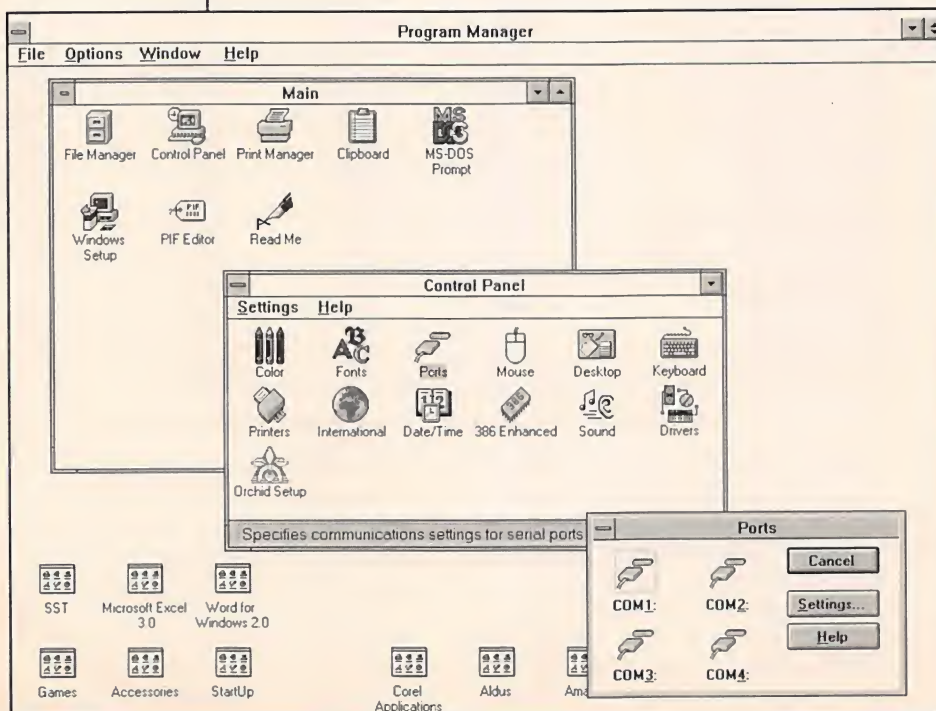 Program Manager
File Options Window Help
Main
File Manager Control Panel Print Manager Clipboard MS-DOS
Prompt
Windows
Setup PIF Editor Read Me
Control Panel
Settings Help
Color Fonts Ports Mouse Desktop Keyboard
Printers International Date/Time 386 Enhanced Sound Drivers
Orchid Setup
Specifies communications settings for serial ports
Ports
Cancel
COM1: COM2: Settings...
Help
COM3: COM4:
SST Microsoft Excel
3.0 Word for
Windows 2.0
Games Accessories StartUp Corel
Applications Aldus